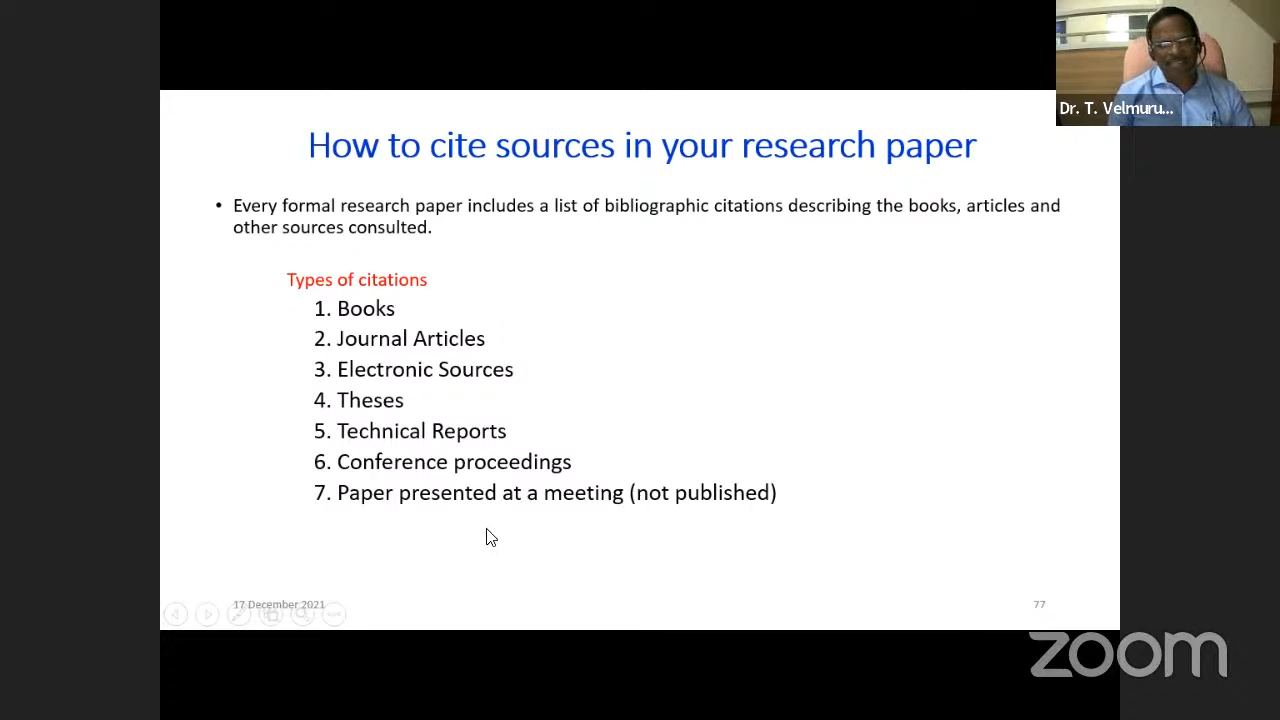 Dr. T. Velmuru...
How to cite sources in your research paper
• Every formal research paper includes a list of bibliographic citations describing the books, articles and
other sources consulted.
Types of citations
1. Books
2. Journal Articles
3. Electronic Sources
4. Theses
5. Technical Reports
6. Conference proceedings
7. Paper presented at a meeting (not published)
17 December 2021
77
zoom